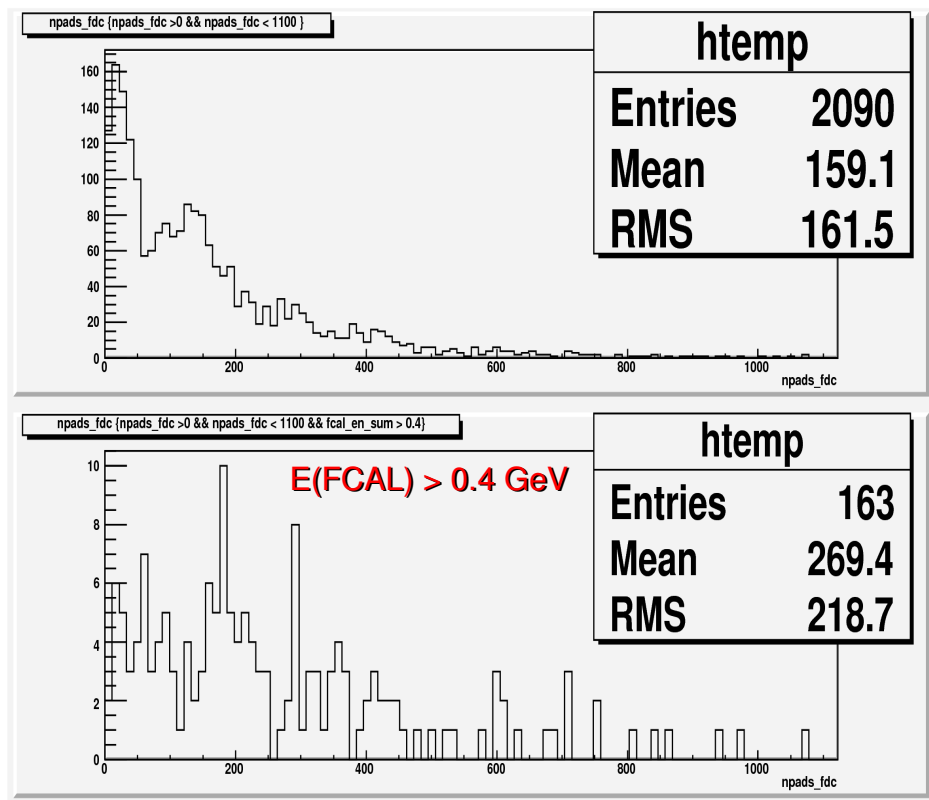 npads_fdc {npads_fdc >0 && npads_fdc < 1100 }
htemp
Entries 2090
Mean 159.1
RMS 161.5
160
140
120
100
80
60
40
20
0
0 200 400 600 800 1000
npads_fdc
npads_fdc {npads_fdc >0 && npads_fdc < 1100 && fcal_en_sum > 0.4}
htemp
Entries 163
Mean 269.4
RMS 218.7
E(FCAL) > 0.4 GeV
10
8
6
4
2
0
0 200 400 600 800 1000
npads_fdc